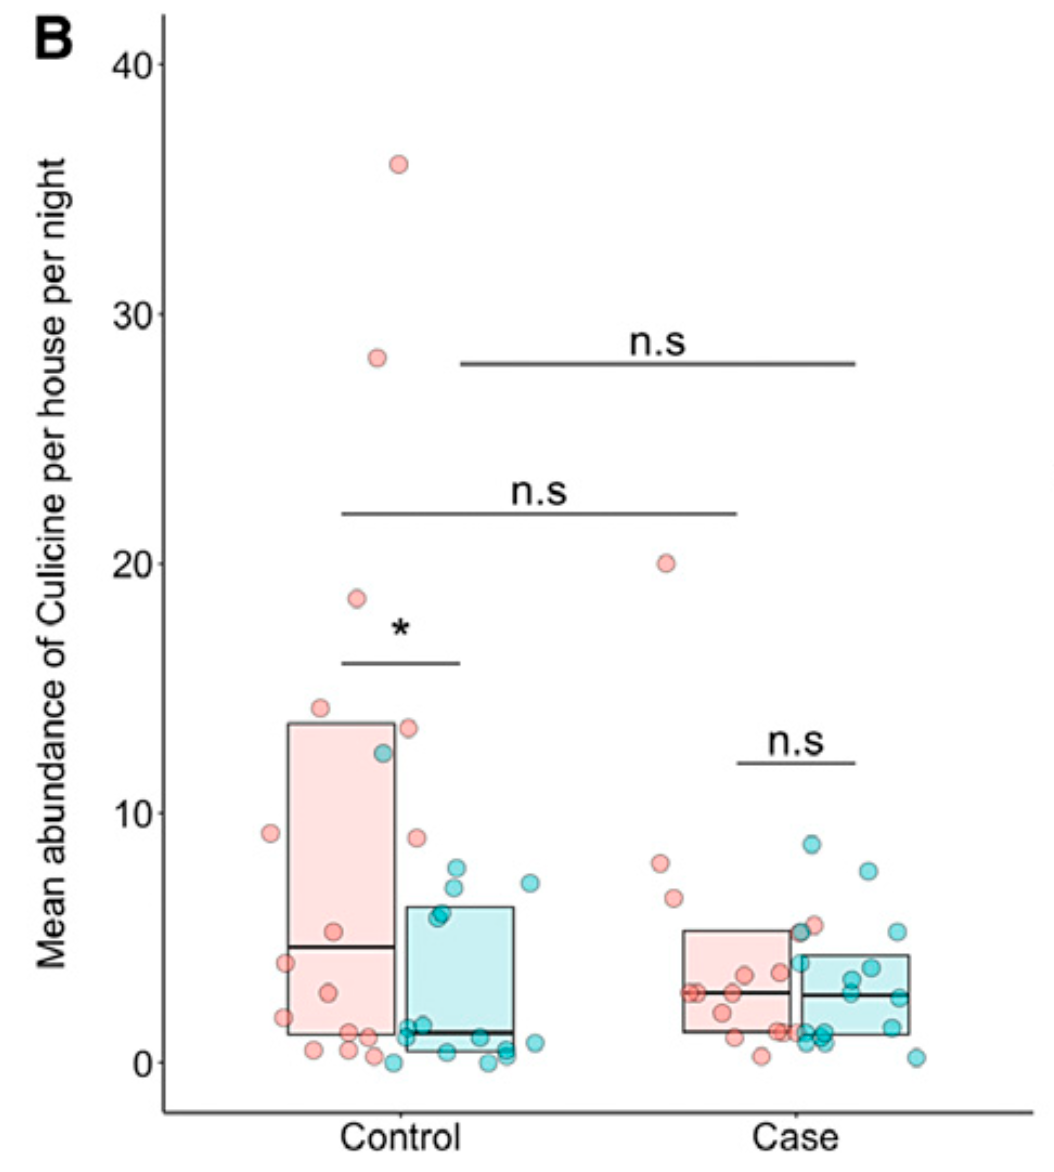 B
Mean abundance of Culicine per house per night
40
30
20
10
0
n.s
n.s
*
n.s
Control Case